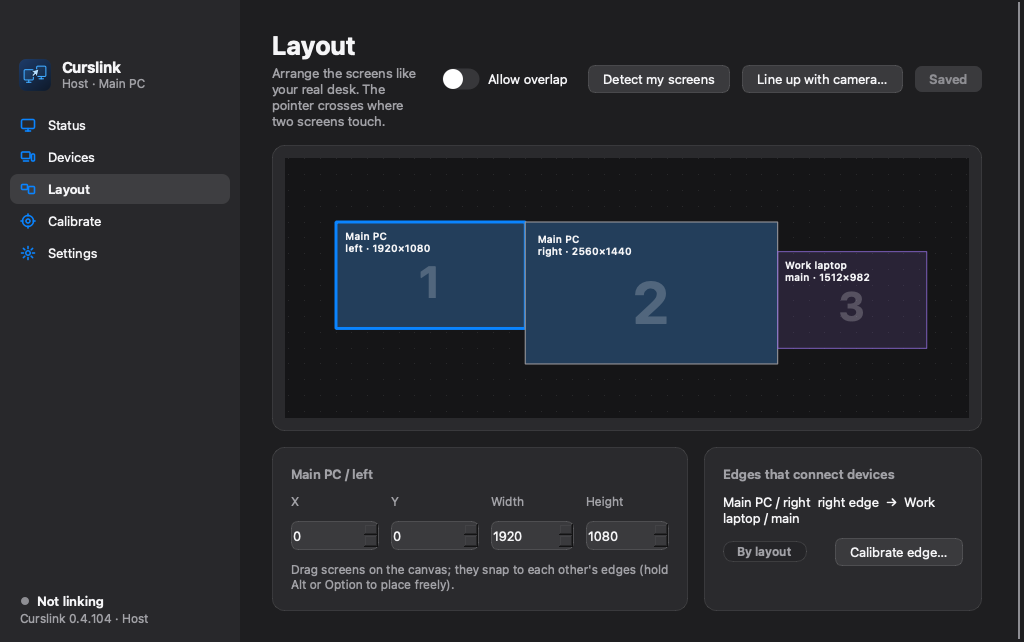 Curslink
Host · Main PC
Status
Devices
Layout
Calibrate
Settings
Not linking
Curslink 0.4.104 · Host
Layout
Arrange the screens like
your real desk. The
pointer crosses where
two screens touch.
Allow overlap
Detect my screens
Line up with camera...
Saved
Main PC
left · 1920×1080
1
Main PC
right · 2560×1440
2
Work laptop
main · 1512×982
3
Main PC / left
X
Y
Width
Height
0
0
1920
1080
Drag screens on the canvas; they snap to each other's edges (hold
Alt or Option to place freely).
Edges that connect devices
Main PC / right right edge → Work
laptop / main
By layout
Calibrate edge...